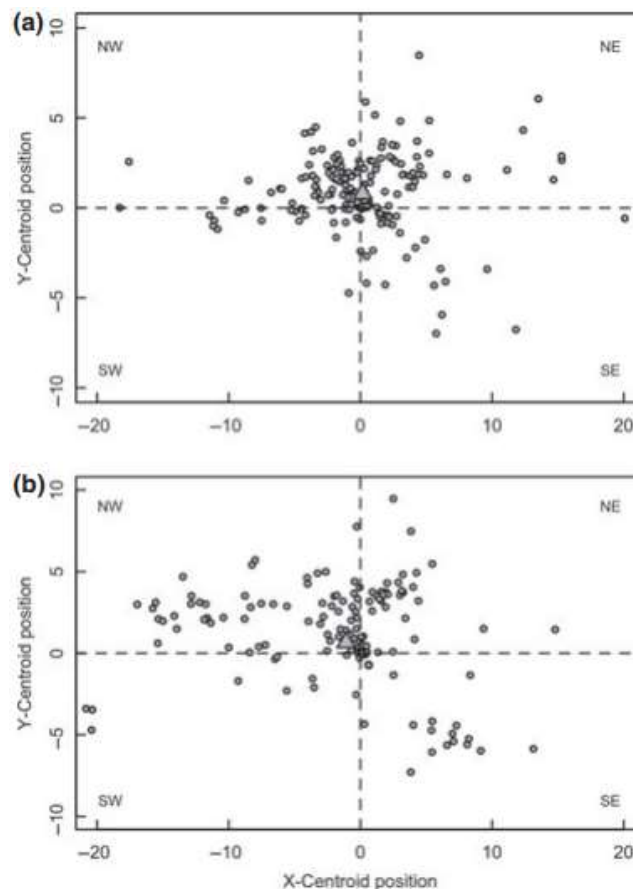 (a)
10
NW
NE
5
0
−5
−10
SW
SE
Y-Centroid position
−20
−10
0
10
20
(b)
10
NW
NE
5
0
−5
−10
SW
SE
Y-Centroid position
−20
−10
0
10
20
X-Centroid position